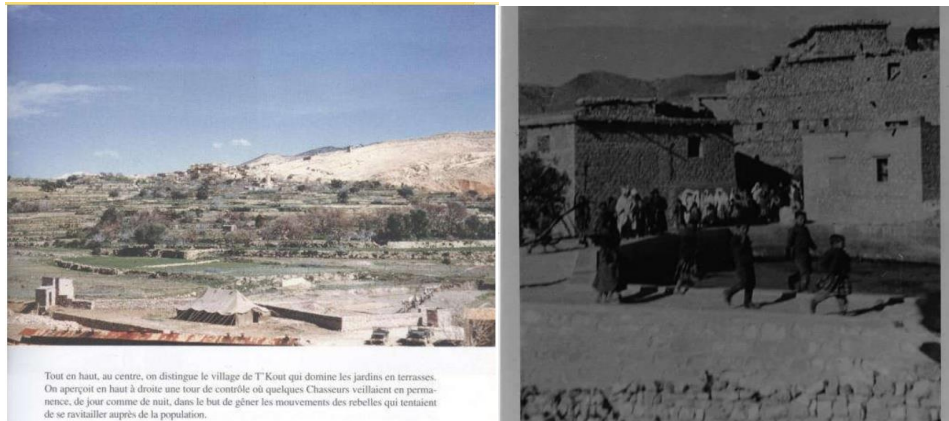 Tout en haut, au centre, on distingue le village de T'Kout qui domine les jardins en terrasses.
On aperçoit en haut à droite une tour de contrôle où quelques Chasseurs veillaient en perma-
nence, de jour comme de nuit, dans le but de gêner les mouvements des rebelles qui tentaient
de se ravitailler auprès de la population.